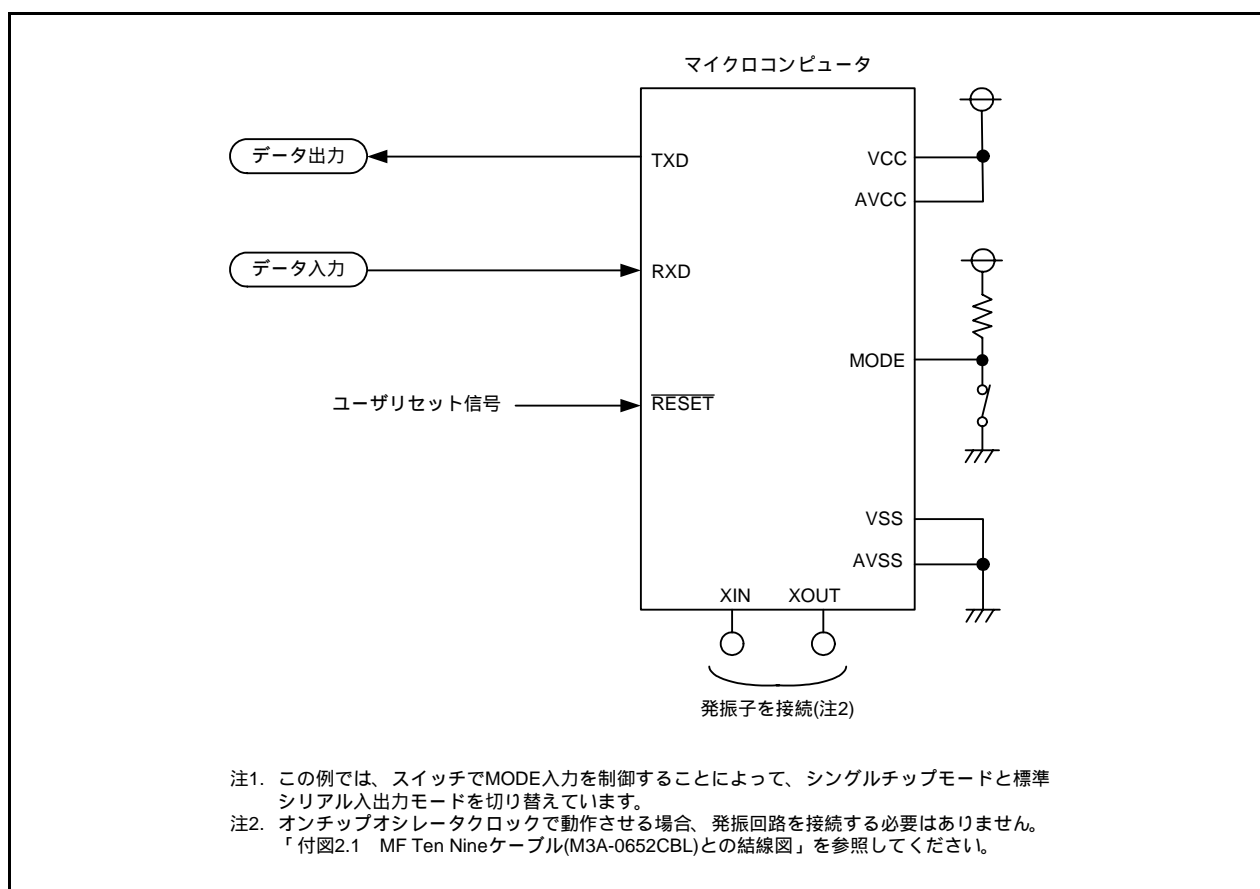 マイクロコンピュータ
データ出力
TXD
VCC
AVCC
データ入力
RXD
MODE
ユーザリセット信号
RESET
VSS
AVSS
XIN
XOUT
発振子を接続(注2)
注1. この例では、スイッチでMODE入力を制御することによって、シングルチップモードと標準
シリアル入出力モードを切り替えています。
注2. オンチップオシレータクロックで動作させる場合、発振回路を接続する必要はありません。
「付図2.1 MF Ten Nineケーブル(M3A-0652CBL)との結線図」を参照してください。